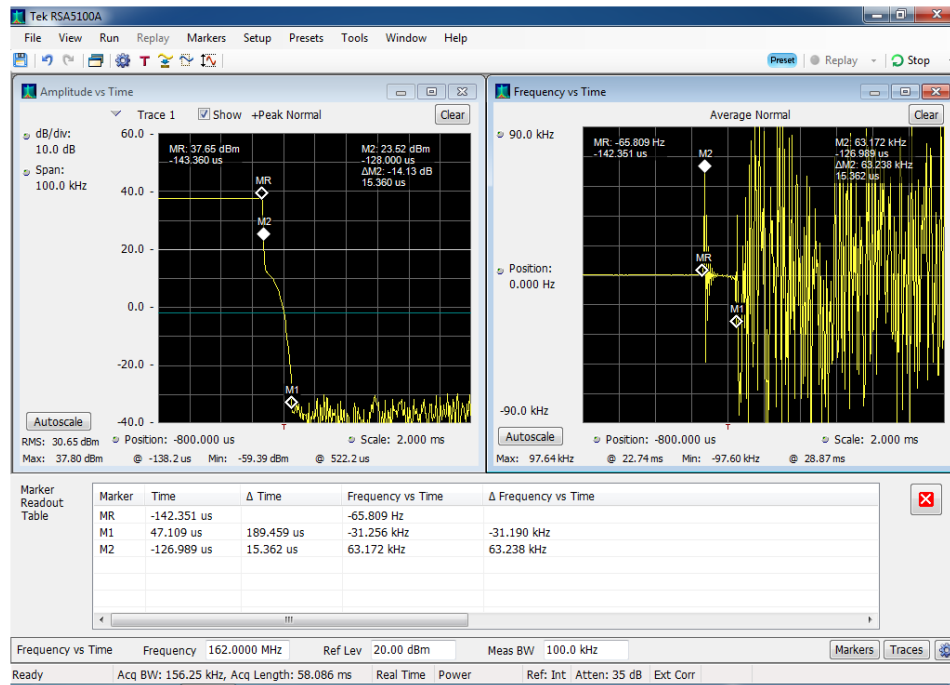 Tek RSA5100A
File View Run Replay Markers Setup Presets Tools Window Help
Preset Replay Stop
Amplitude vs Time
Trace 1 Show +Peak Normal Clear
dB/div:
10.0 dB
Span:
100.0 kHz
60.0 -
40.0 -
20.0 -
0.0 -
-20.0 -
-40.0 -
MR: 37.65 dBm
-143.360 us
M2: 23.52 dBm
-128.000 us
ΔM2: -14.13 dB
15.360 us
MR
M2
M1
T
Autoscale
RMS: 30.65 dBm
Position: -800.000 us Scale: 2.000 ms
Max: 37.80 dBm @ -138.2 us Min: -59.39 dBm @ 522.2 us
Frequency vs Time
Average Normal Clear
90.0 kHz
Position:
0.000 Hz
-90.0 kHz
MR: -65.809 Hz
-142.351 us
M2: 63.172 kHz
-126.989 us
ΔM2: 63.238 kHz
15.362 us
M2
MR
M1
T
Autoscale
Position: -800.000 us Scale: 2.000 ms
Max: 97.64 kHz @ 22.74 ms Min: -97.60 kHz @ 28.87 ms
Marker
Readout
Table
Marker Time Δ Time Frequency vs Time Δ Frequency vs Time
MR -142.351 us -65.809 Hz
M1 47.109 us 189.459 us -31.256 kHz -31.190 kHz
M2 -126.989 us 15.362 us 63.172 kHz 63.238 kHz
Frequency vs Time Frequency 162.0000 MHz Ref Lev 20.00 dBm Meas BW 100.0 kHz Markers Traces
Ready Acq BW: 156.25 kHz, Acq Length: 58.086 ms Real Time Power Ref: Int Atten: 35 dB Ext Corr